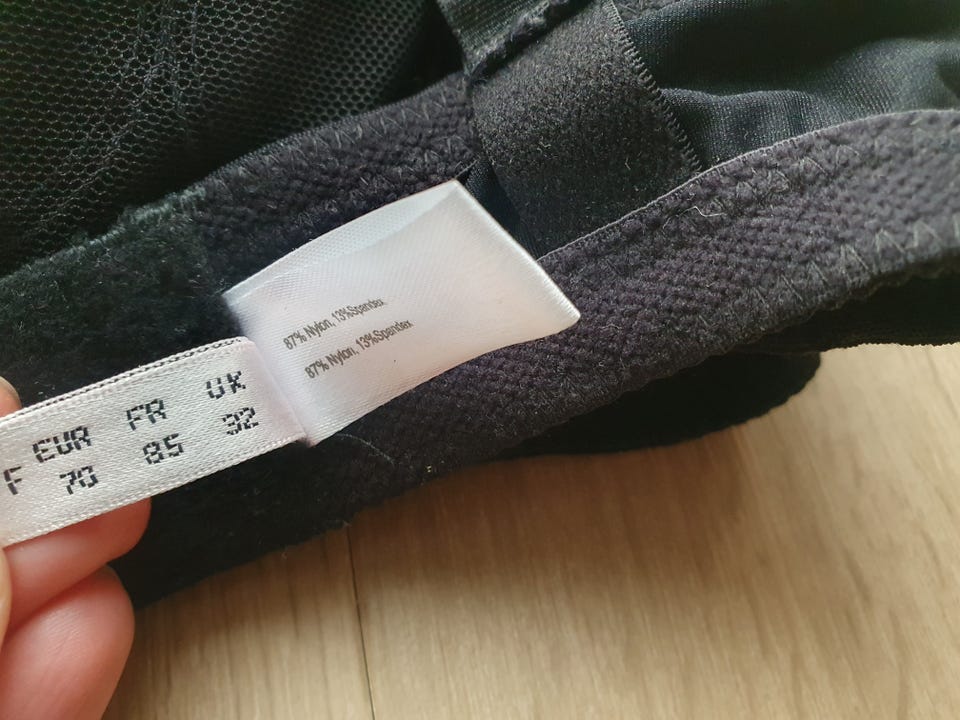 87% Nylon, 13%Spandex
87% Nylon, 13%Spandex
EUR FR UK
F 70 85 32